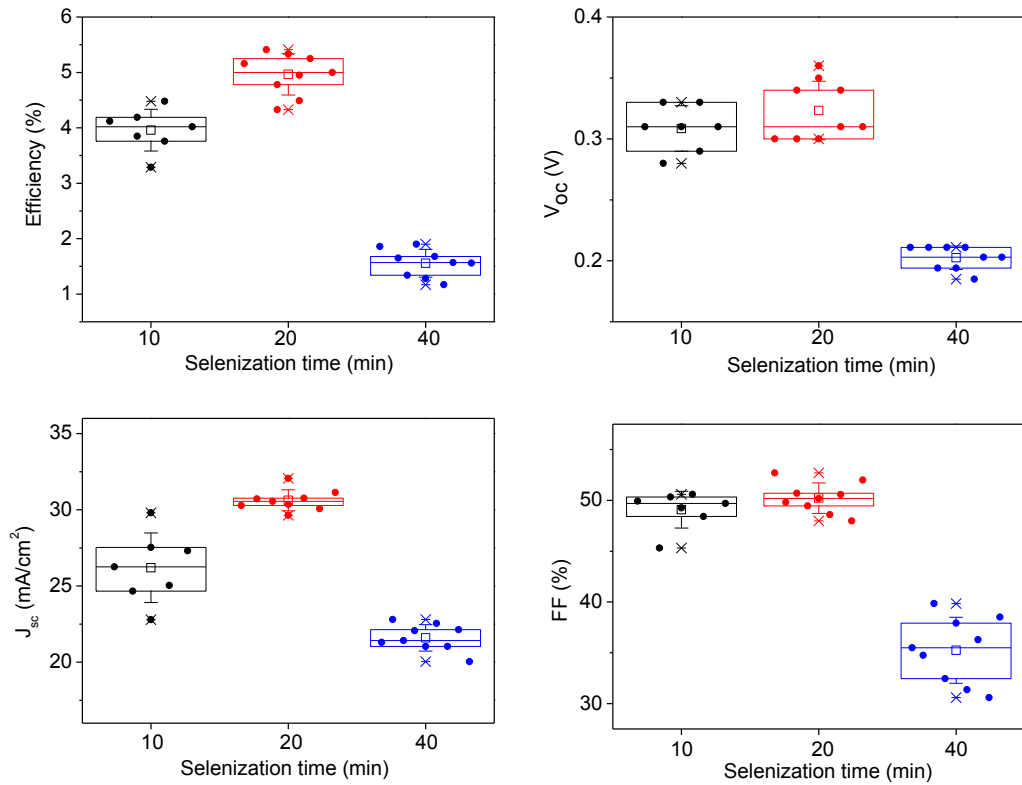 Efficiency (%)
6
5
4
3
2
1
10 20 40
Selenization time (min)
V_OC (V)
0.4
0.3
0.2
10 20 40
Selenization time (min)
J_sc (mA/cm²)
35
30
25
20
10 20 40
Selenization time (min)
FF (%)
50
40
30
10 20 40
Selenization time (min)